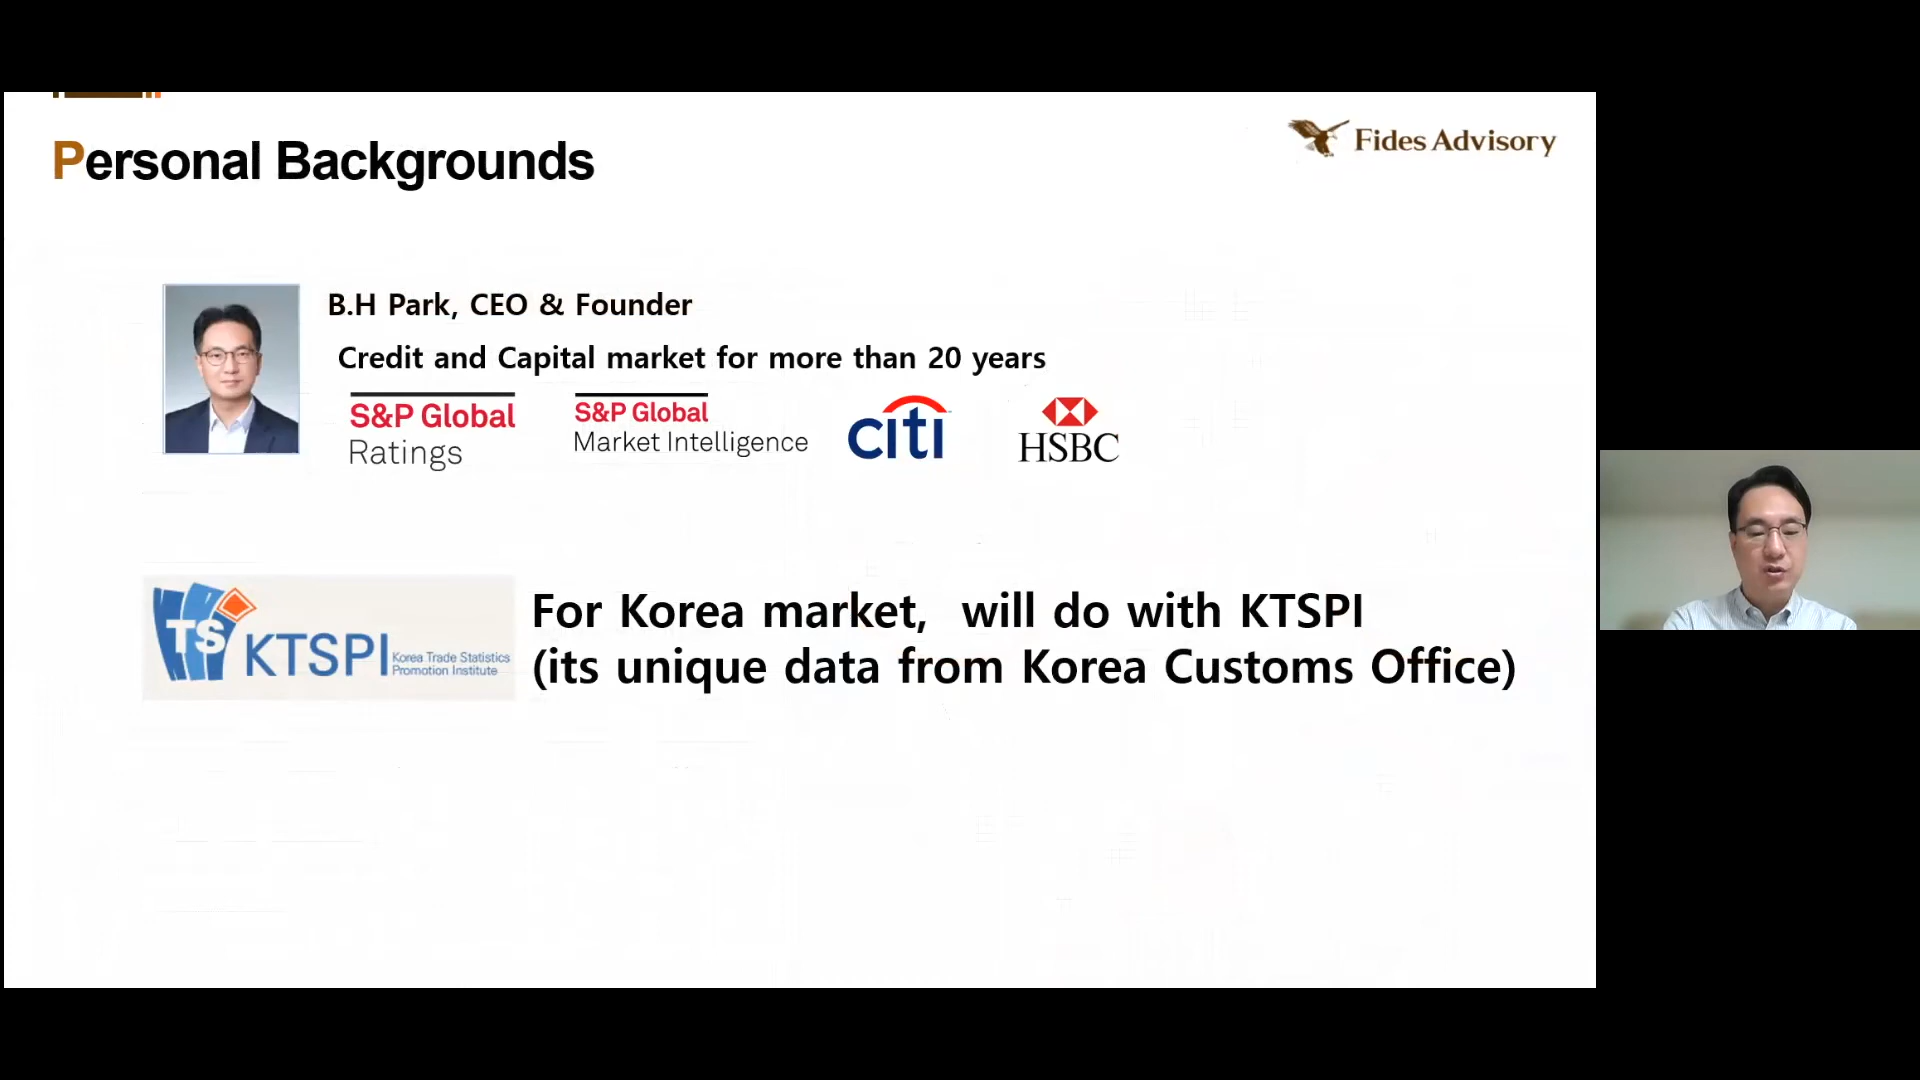 Personal Backgrounds
Fides Advisory
B.H Park, CEO & Founder
Credit and Capital market for more than 20 years
S&P Global
Ratings
S&P Global
Market Intelligence
citi
HSBC
TS
KTSPI
Korea Trade Statistics
Promotion Institute
For Korea market,  will do with KTSPI
(its unique data from Korea Customs Office)